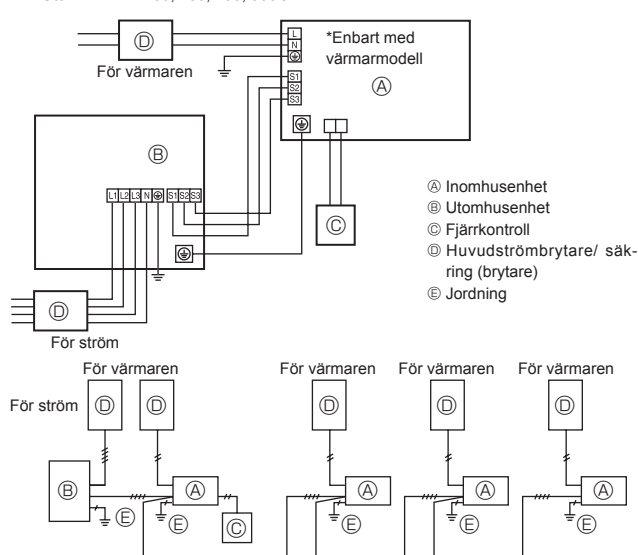 Ⓓ
För värmaren
L
N
S1
S2
S3
*Enbart med
värmarmodell
Ⓐ
Ⓑ
L1 L2 L3 N S1 S2 S3
Ⓒ
Ⓓ
För ström
Ⓐ Inomhusenhet
Ⓑ Utomhusenhet
Ⓒ Fjärrkontroll
Ⓓ Huvudströmbrytare/ säk-
ring (brytare)
Ⓔ Jordning
För värmaren För värmaren För värmaren För värmaren
För ström Ⓓ Ⓓ Ⓓ Ⓓ Ⓓ
Ⓑ Ⓐ Ⓐ Ⓐ Ⓐ
Ⓔ Ⓔ Ⓒ Ⓔ Ⓔ Ⓔ